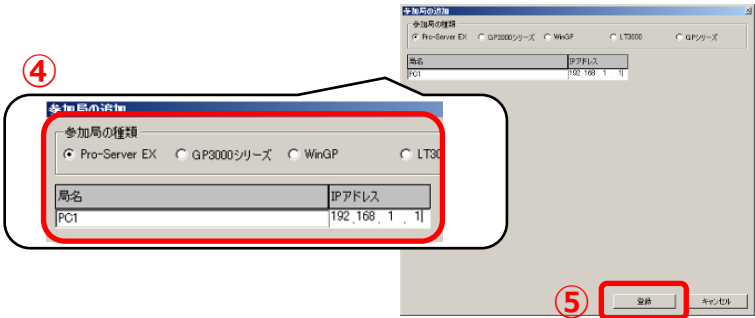 参加局の追加
参加局の種類
Pro-Server EX GP3000シリーズ WinGP LT3000 GPシリーズ
局名 IPアドレス
PC1 192.168.1.1
④
参加局の追加
参加局の種類
Pro-Server EX GP3000シリーズ WinGP LT30
局名 IPアドレス
PC1 192.168.1.1
⑤ 登録 キャンセル